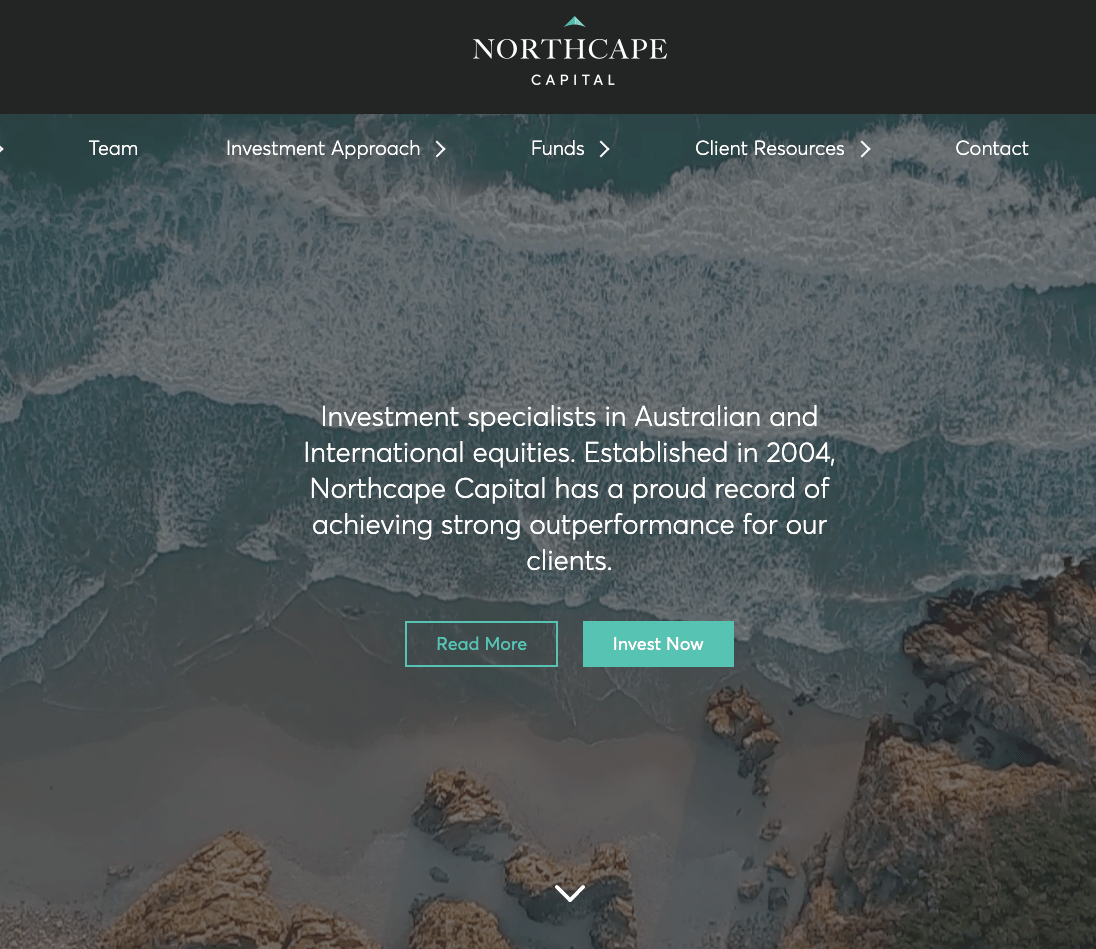 NORTHCAPE
CAPITAL
Team Investment Approach Funds Client Resources Contact
Investment specialists in Australian and
International equities. Established in 2004,
Northcape Capital has a proud record of
achieving strong outperformance for our
clients.
Read More Invest Now